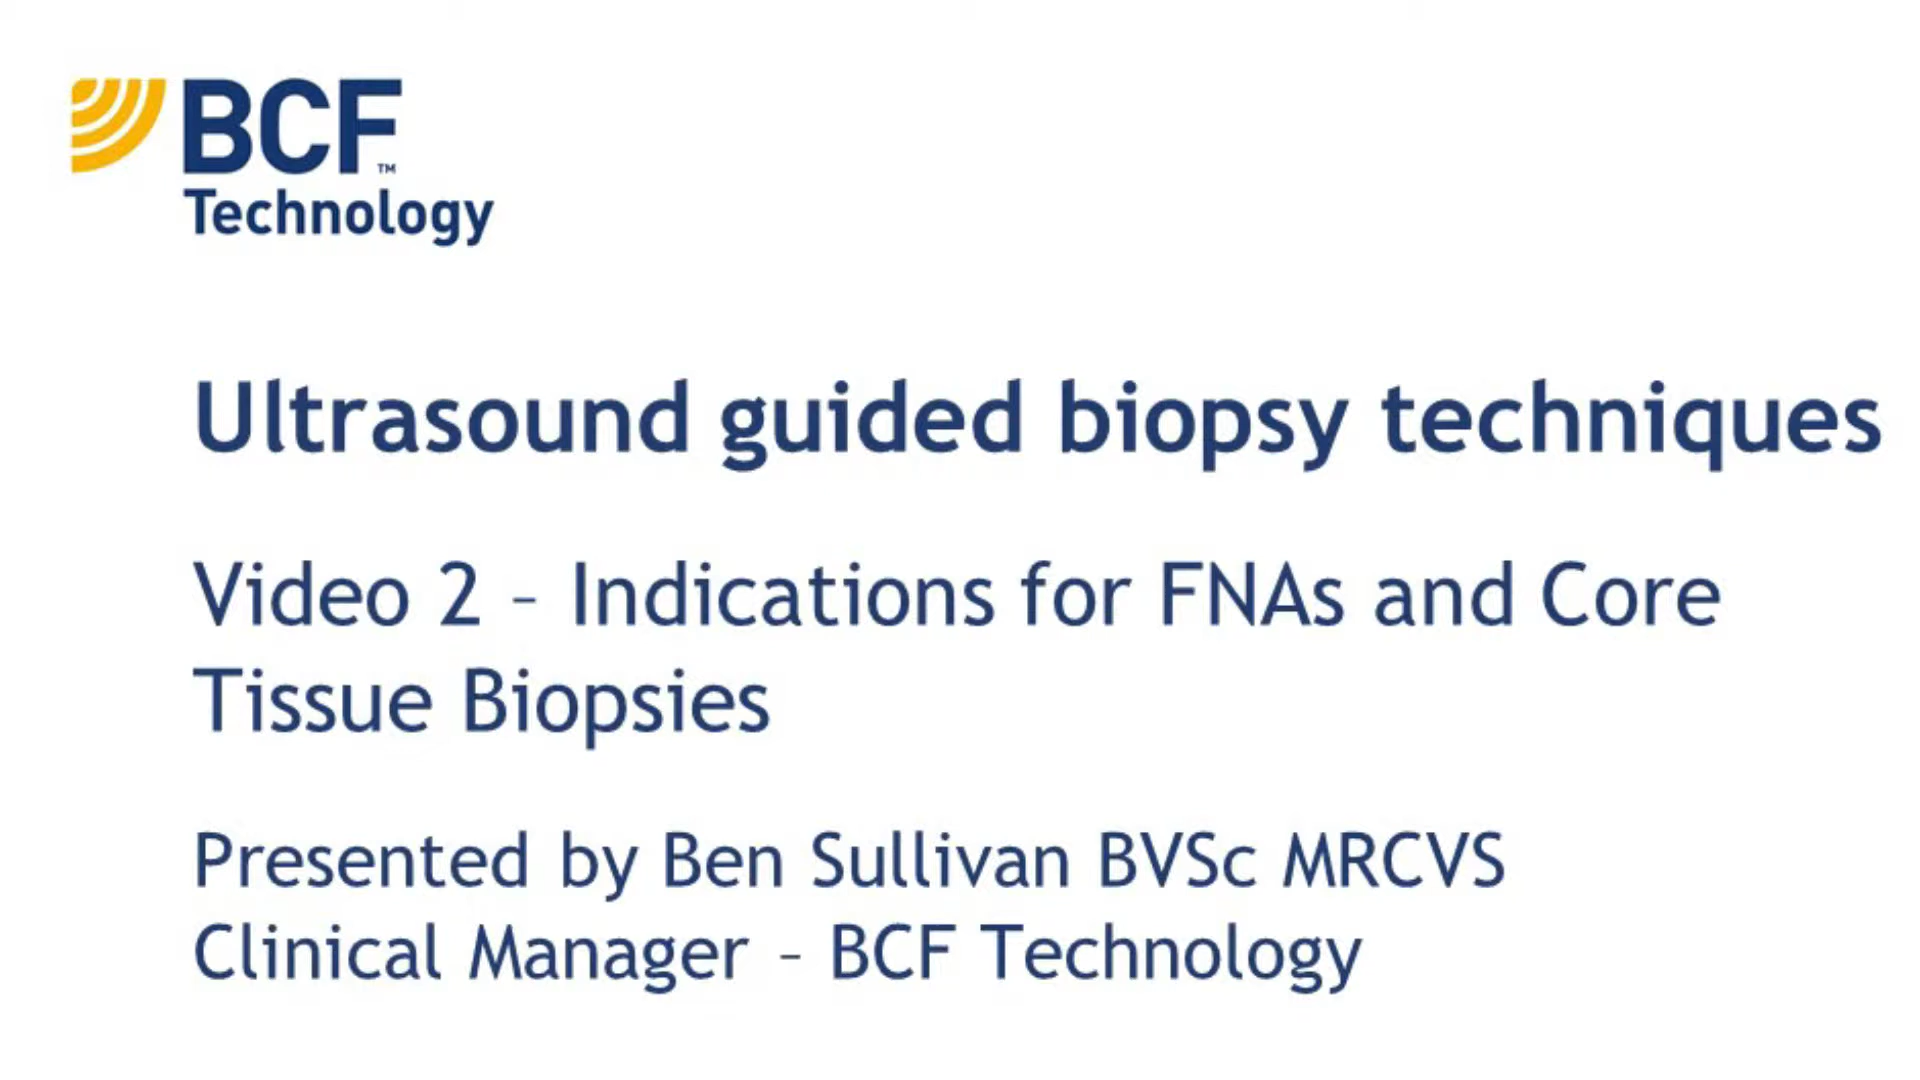 BCF™
Technology
Ultrasound guided biopsy techniques
Video 2 – Indications for FNAs and Core
Tissue Biopsies
Presented by Ben Sullivan BVSc MRCVS
Clinical Manager – BCF Technology